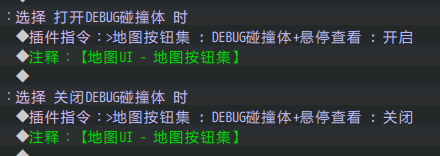 ◆
：选择 打开DEBUG碰撞体 时
◆插件指令：>地图按钮集 : DEBUG碰撞体+悬停查看 : 开启
◆注释：【地图UI - 地图按钮集】
◆
：选择 关闭DEBUG碰撞体 时
◆插件指令：>地图按钮集 : DEBUG碰撞体+悬停查看 : 关闭
◆注释：【地图UI - 地图按钮集】
◆